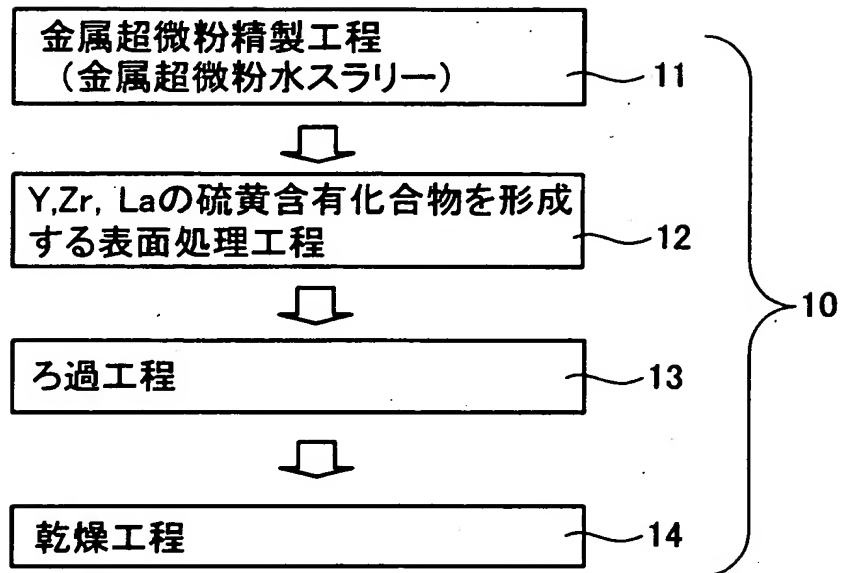 金属超微粉精製工程
（金属超微粉水スラリー）
11
Y,Zr, Laの硫黄含有化合物を形成
する表面処理工程
12
10
ろ過工程
13
乾燥工程
14